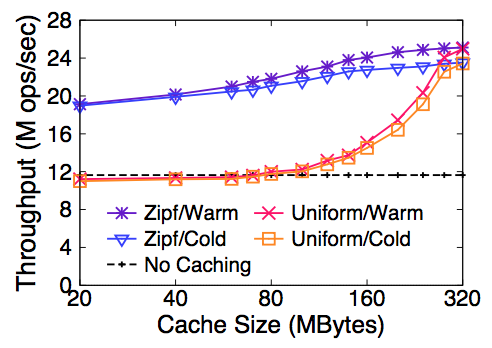 Throughput (M ops/sec)
28
24
20
16
12
8
4
0
Zipf/Warm Uniform/Warm
Zipf/Cold Uniform/Cold
No Caching
20 40 80 160 320
Cache Size (MBytes)